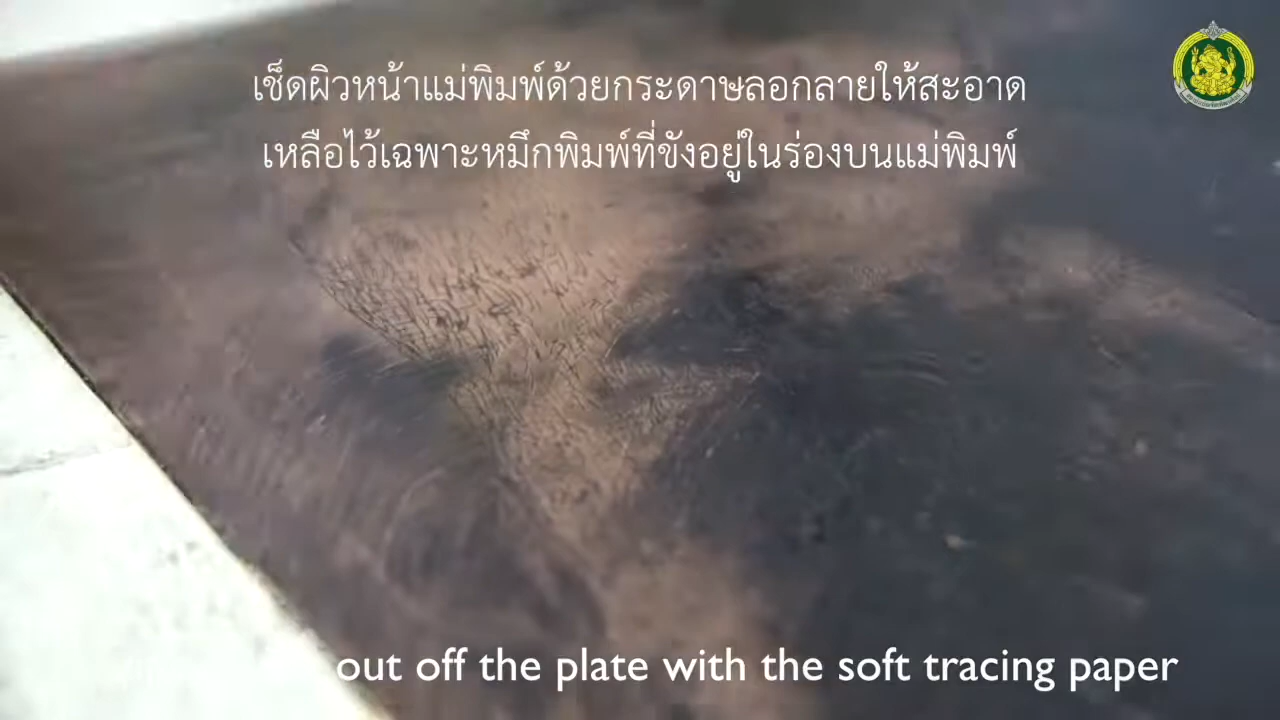 เช็ดผิวหน้าแม่พิมพ์ด้วยกระดาษลอกลายให้สะอาด
เหลือไว้เฉพาะหมึกพิมพ์ที่ขังอยู่ในร่องบนแม่พิมพ์
out off the plate with the soft tracing paper